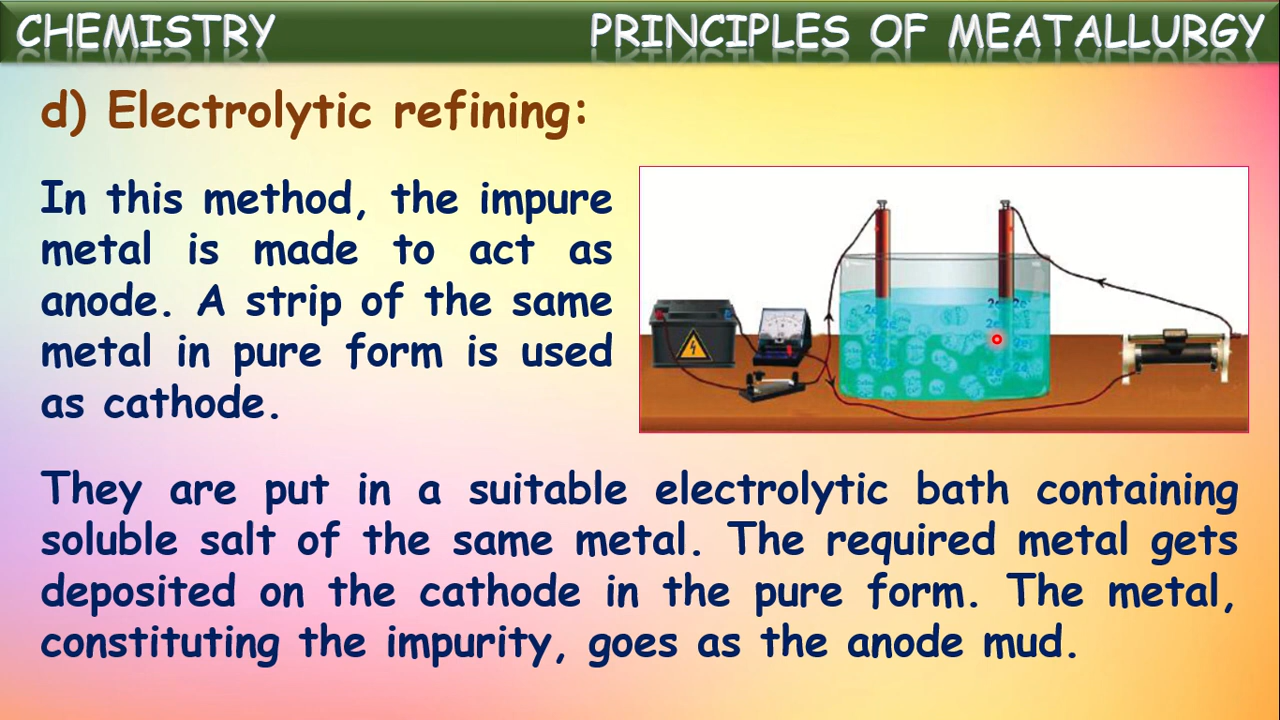 CHEMISTRY
PRINCIPLES OF MEATALLURGY
d) Electrolytic refining:
In this method, the impure
metal is made to act as
anode. A strip of the same
metal in pure form is used
as cathode.
They are put in a suitable electrolytic bath containing
soluble salt of the same metal. The required metal gets
deposited on the cathode in the pure form. The metal,
constituting the impurity, goes as the anode mud.